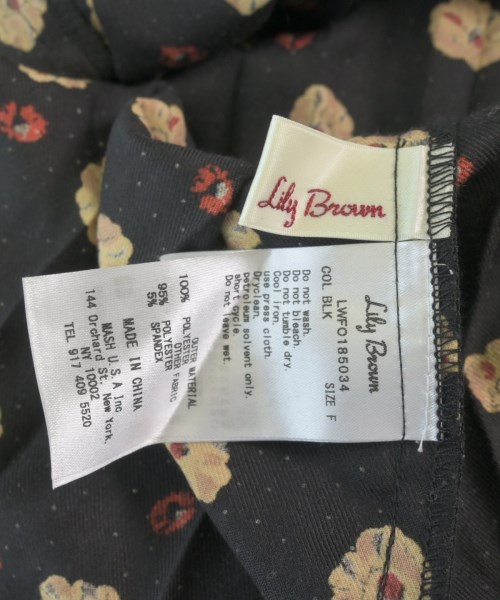 Lily Brown
Lily Brown
LWFO185034
COL BLK SIZE F
Do not wash.
Do not bleach.
Do not tumble dry.
Cool iron.
use press cloth.
Dryclean.
petroleum solvent only.
short cycle.
Do not leave wet.
OUTER MATERIAL
100% POLYESTER
OTHER FABRIC
95% POLYESTER
5% SPANDEX
MADE IN CHINA
MASH U.S.A Inc
144 Orchard St. New York,
NY 10002
TEL 917 409 5520